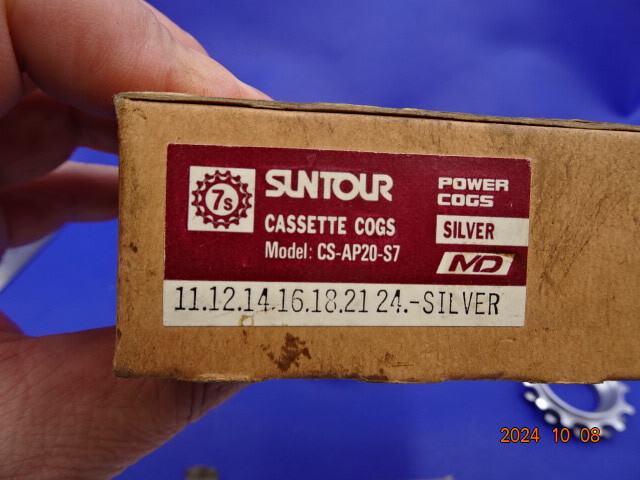 7s
SUNTOUR
CASSETTE COGS
Model: CS-AP20-S7
POWER
COGS
SILVER
MD
11.12.14.16.18.21 24.-SILVER
2024 10 08